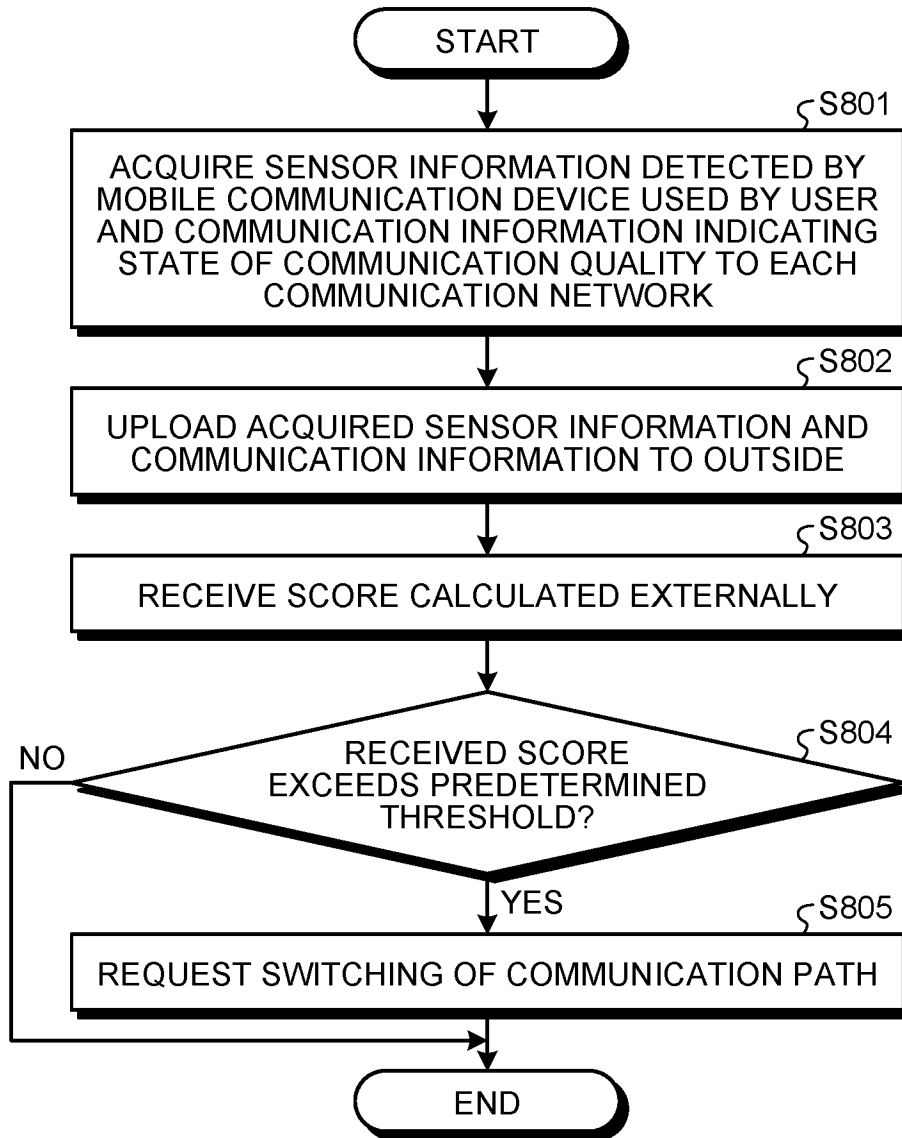 START
S801
ACQUIRE SENSOR INFORMATION DETECTED BY
MOBILE COMMUNICATION DEVICE USED BY USER
AND COMMUNICATION INFORMATION INDICATING
STATE OF COMMUNICATION QUALITY TO EACH
COMMUNICATION NETWORK
S802
UPLOAD ACQUIRED SENSOR INFORMATION AND
COMMUNICATION INFORMATION TO OUTSIDE
S803
RECEIVE SCORE CALCULATED EXTERNALLY
S804
NO
RECEIVED SCORE
EXCEEDS PREDETERMINED
THRESHOLD?
YES
S805
REQUEST SWITCHING OF COMMUNICATION PATH
END